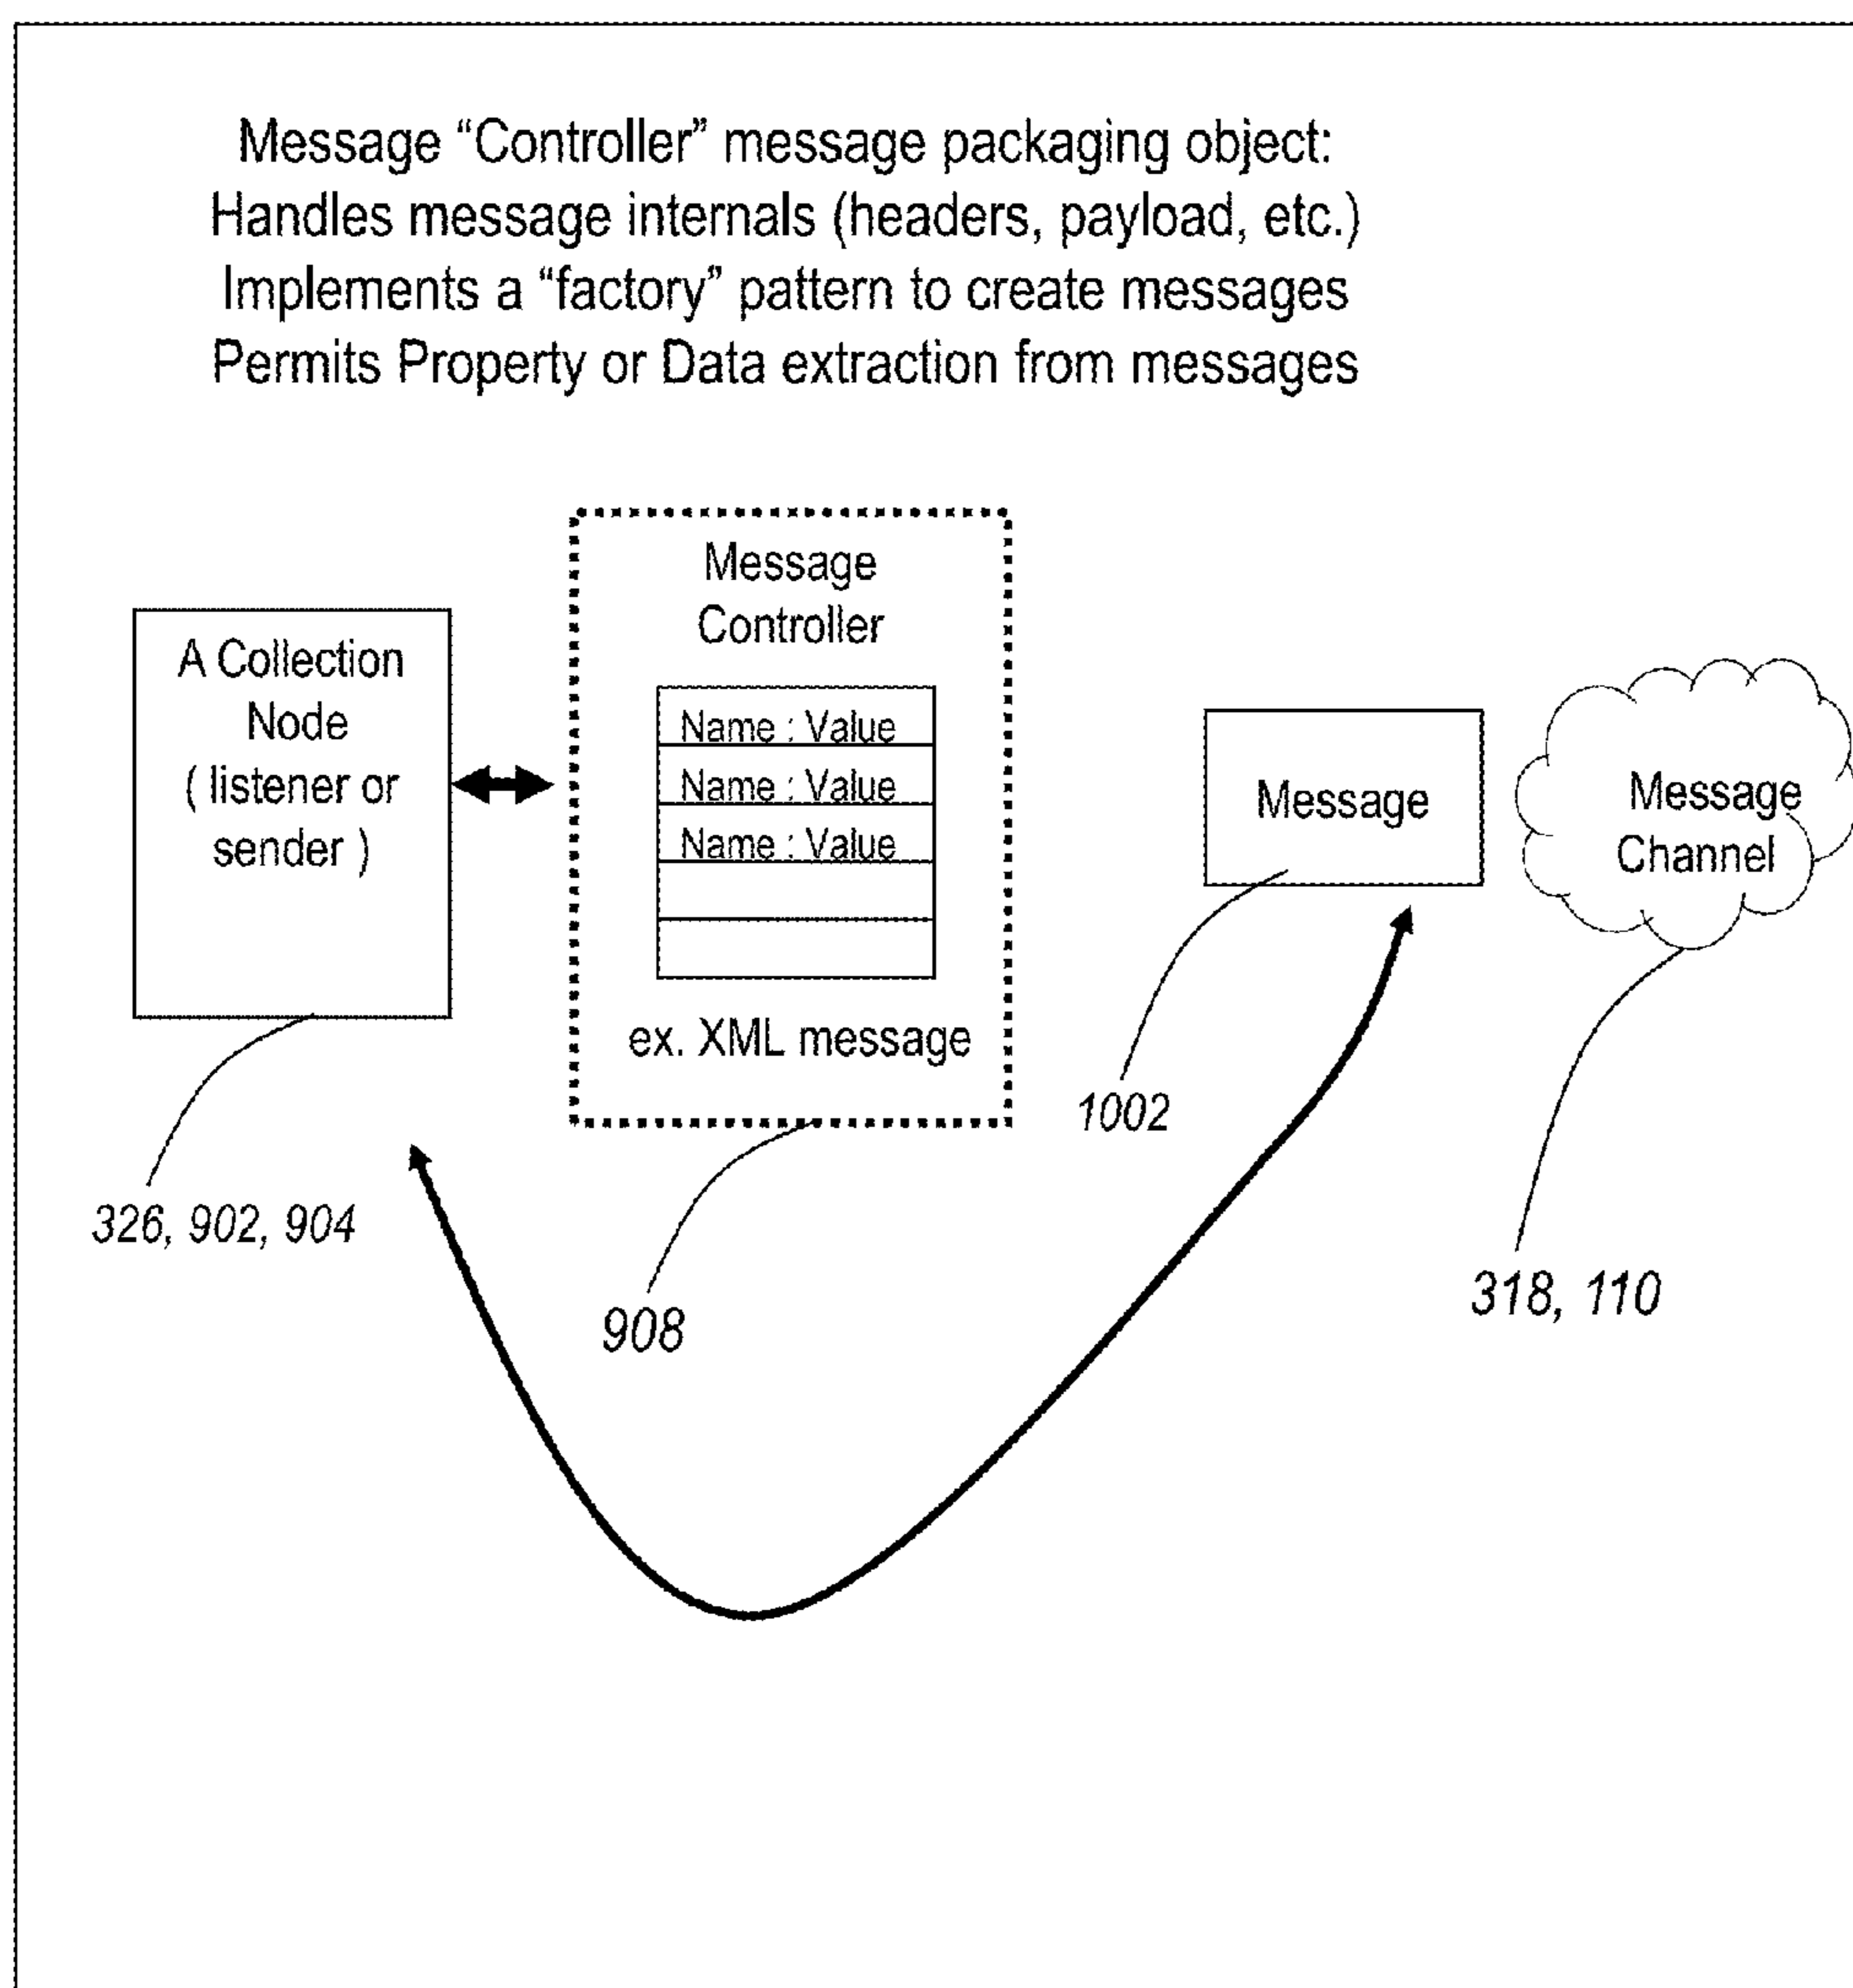 Message “Controller” message packaging object:
Handles message internals (headers, payload, etc.)
Implements a “factory” pattern to create messages
Permits Property or Data extraction from messages
A Collection
Node
( listener or
sender )
326, 902, 904
Message
Controller
Name : Value
Name : Value
Name : Value
ex. XML message
908
Message
1002
Message
Channel
318, 110